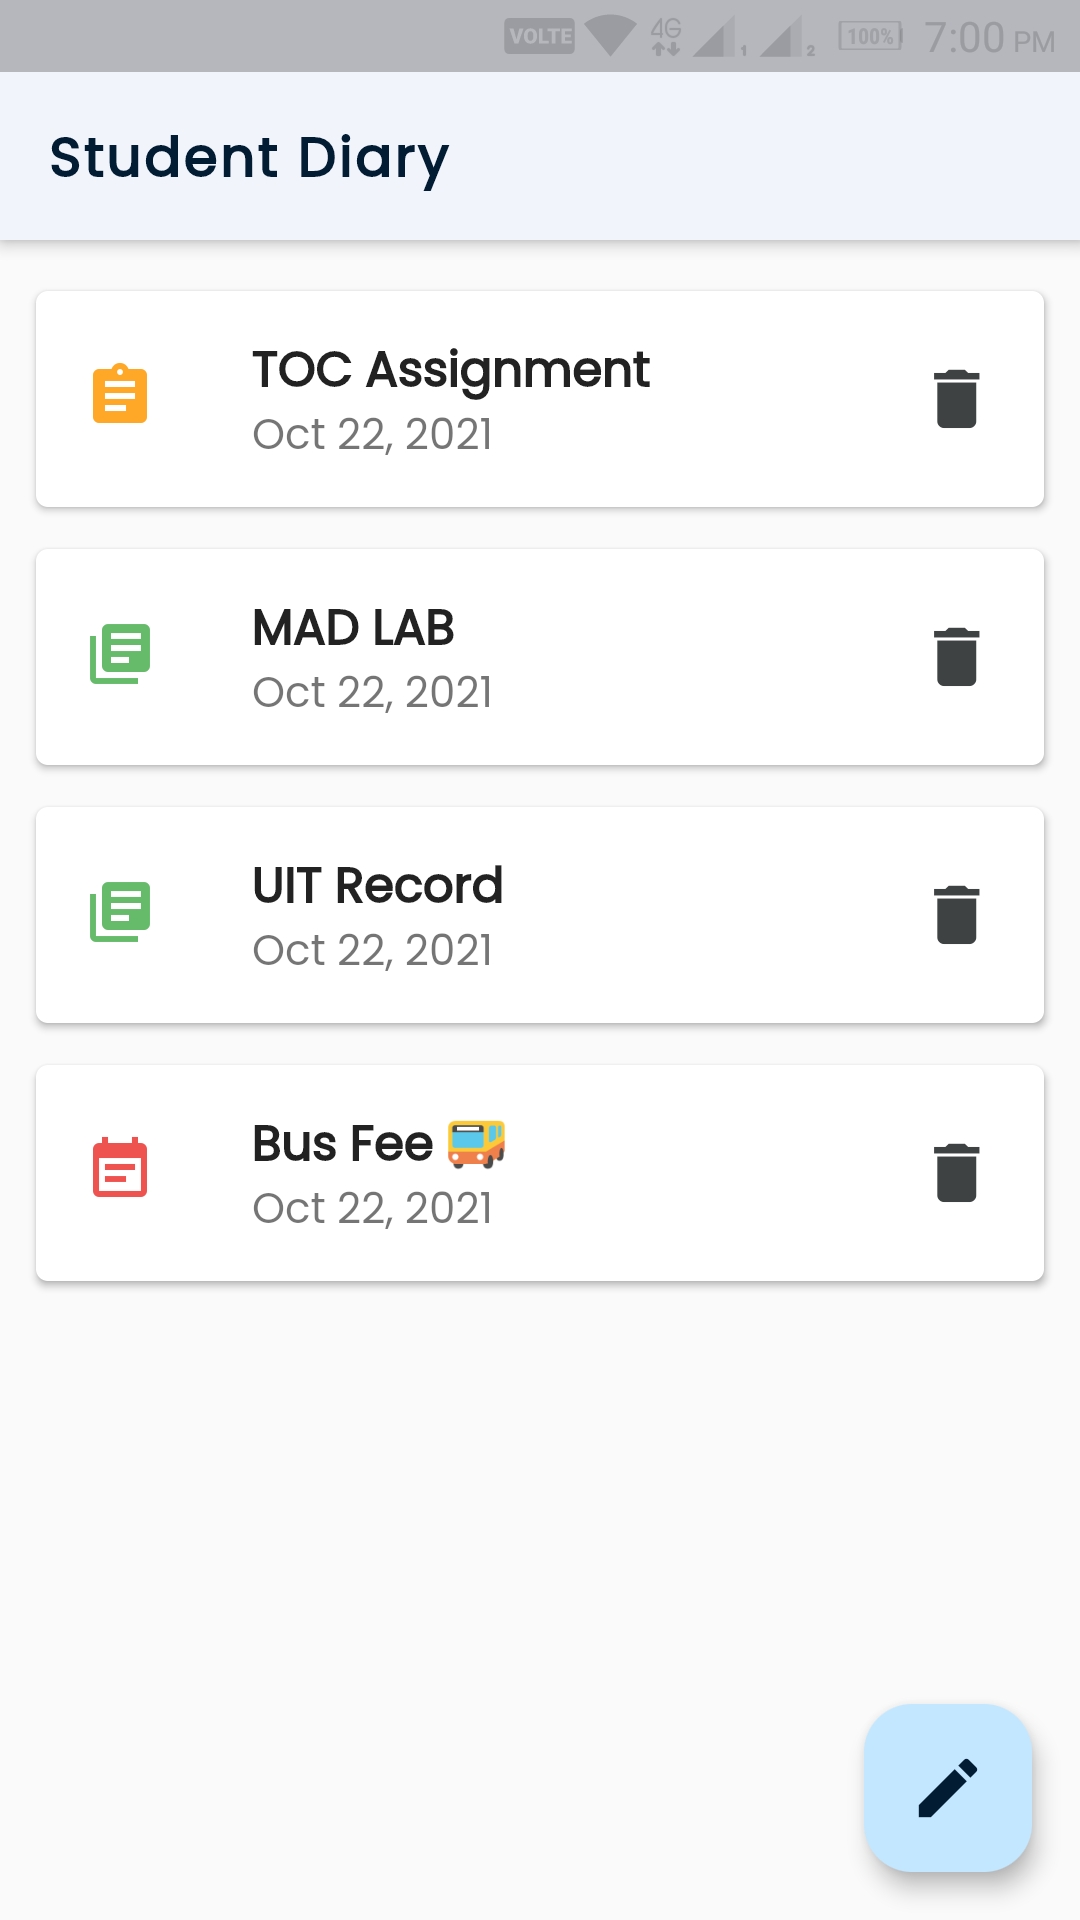 VOLTE 4G 1 2 100% 7:00 PM
Student Diary
TOC Assignment
Oct 22, 2021
MAD LAB
Oct 22, 2021
UIT Record
Oct 22, 2021
Bus Fee 🚌
Oct 22, 2021